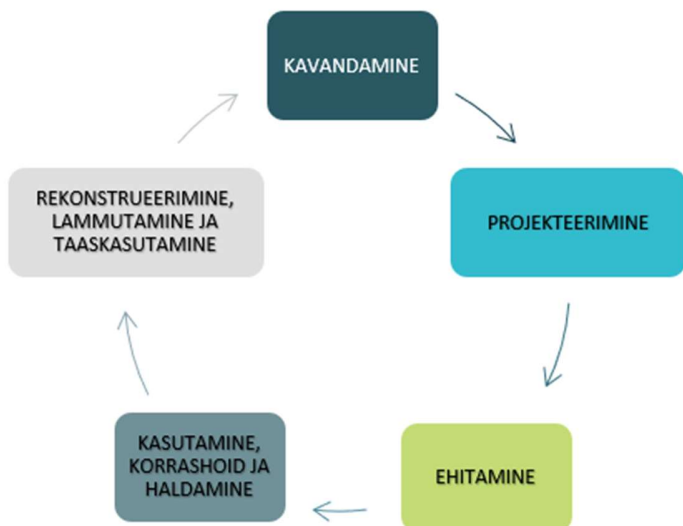 KAVANDAMINE
PROJEKTEERIMINE
EHITAMINE
KASUTAMINE,
KORRASHOID JA
HALDAMINE
REKONSTRUEERIMINE,
LAMMUTAMINE JA
TAASKASUTAMINE